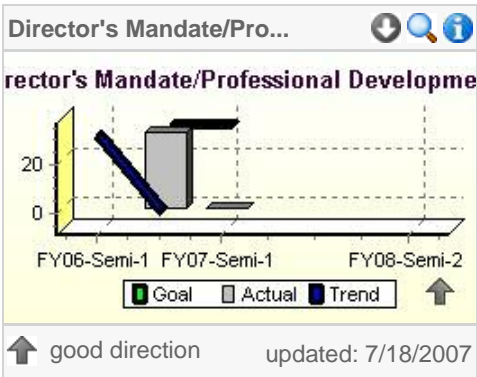 Director's Mandate/Pro...
rector's Mandate/Professional Developme
20
0
FY06-Semi-1 FY07-Semi-1 FY08-Semi-2
Goal Actual Trend
good direction updated: 7/18/2007